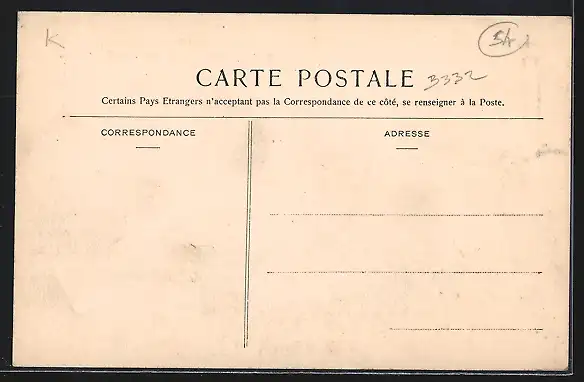 K
54
CARTE POSTALE 3332
Certains Pays Etrangers n'acceptant pas la Correspondance de ce côté, se renseigner à la Poste.
CORRESPONDANCE
ADRESSE